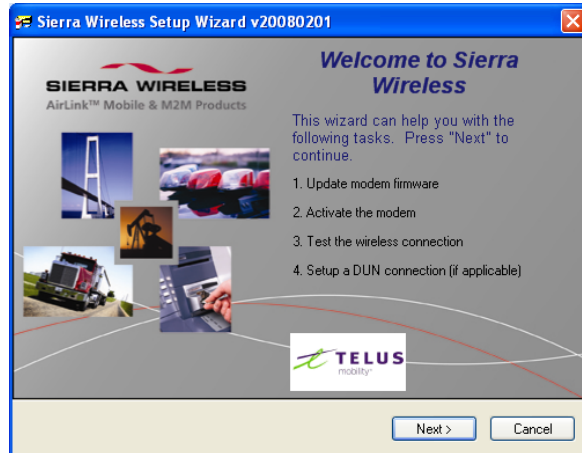 Sierra Wireless Setup Wizard v20080201
SIERRA WIRELESS
AirLink™ Mobile & M2M Products
Welcome to Sierra
Wireless
This wizard can help you with the
following tasks. Press "Next" to
continue.
1. Update modem firmware
2. Activate the modem
3. Test the wireless connection
4. Setup a DUN connection (if applicable)
TELUS
mobility
Next >
Cancel